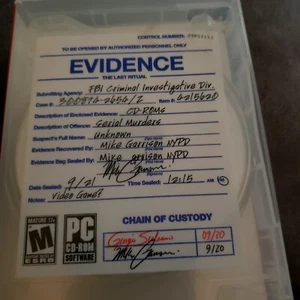 CONTROL NUMBER:
TO BE OPENED BY AUTHORIZED PERSONNEL ONLY
EVIDENCE
THE LAST RITUAL
Submitting Agency: FBI Criminal Investigative Div.
Case #: Item #:
Description of Enclosed Evidence: CD-ROMs
Description of Offense: Serial Murders
Suspect's Full Name: Unknown
Evidence Recovered By: Mike Garrison NYPD
Evidence Bag Sealed By: Mike Garrison NYPD
Date Sealed: 9/21 Time Sealed: 12:15 AM
Notes: Video Game?
CHAIN OF CUSTODY
09/20
9/20
MATURE 17+
M
ESRB
PC
CD-ROM
SOFTWARE